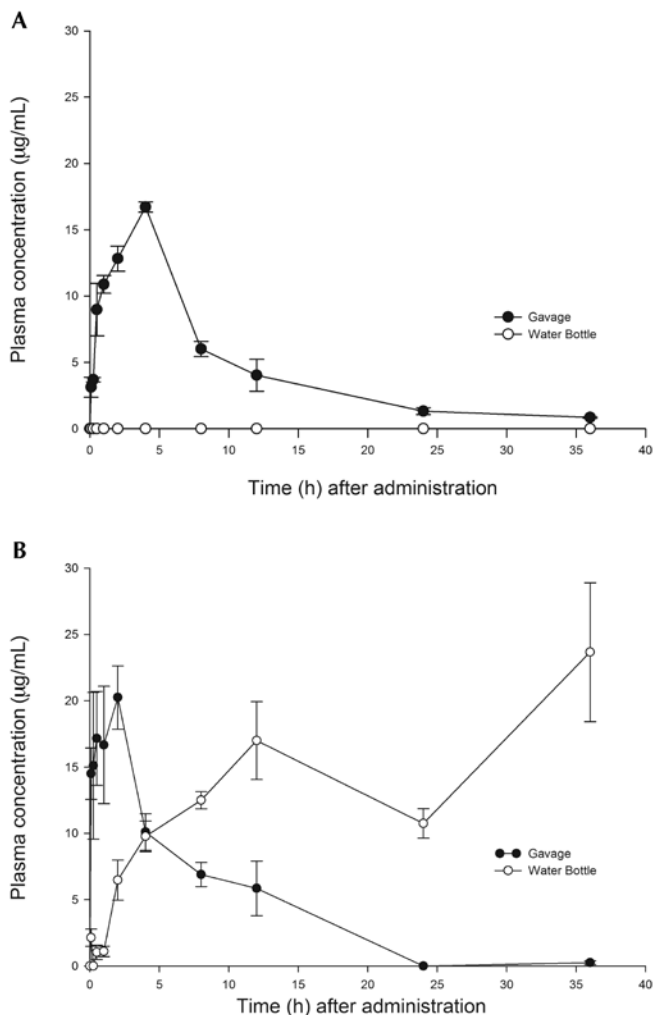 A
30
25
20
15
10
5
0
Plasma concentration (µg/mL)
Gavage
Water Bottle
0 5 10 15 20 25 30 35 40
Time (h) after administration
B
30
25
20
15
10
5
0
Plasma concentration (µg/mL)
Gavage
Water Bottle
0 5 10 15 20 25 30 35 40
Time (h) after administration